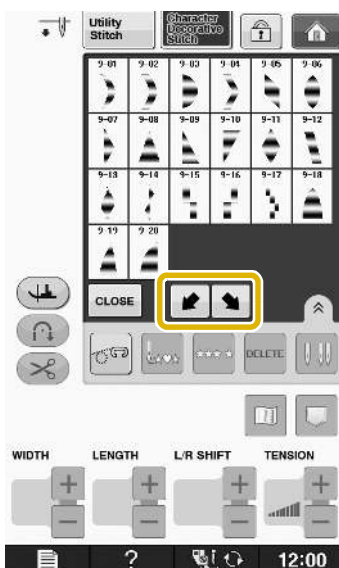 Utility
Stitch
Character
Decorative
Stitch
9-01 9-02 9-03 9-04 9-05 9-06
9-07 9-08 9-09 9-10 9-11 9-12
9-13 9-14 9-15 9-16 9-17 9-18
9-19 9-20
CLOSE
DELETE
WIDTH LENGTH L/R SHIFT TENSION
+ + + +
− − − −
? 12:00